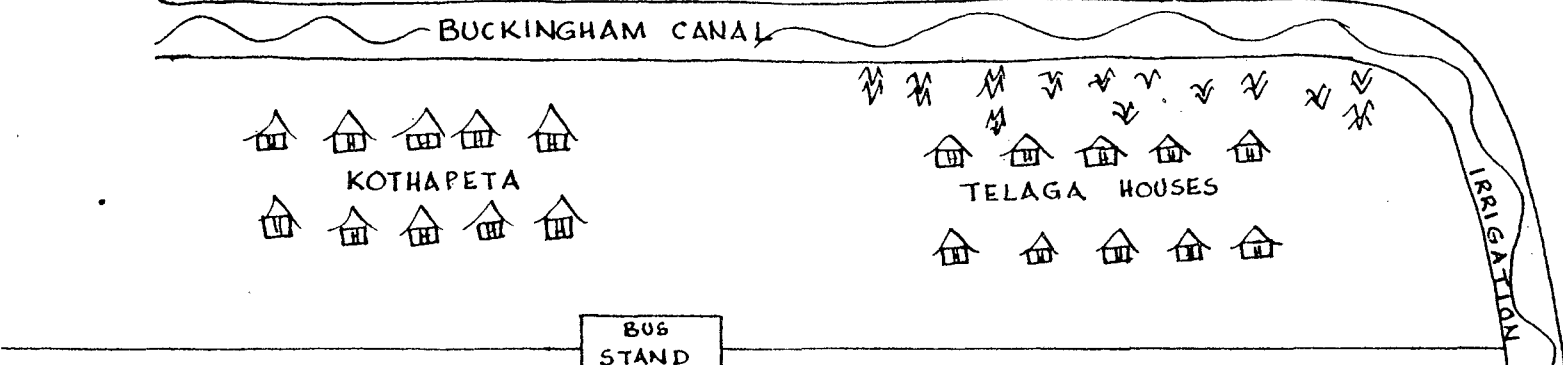 BUCKINGHAM CANAL
KOTHAPETA
TELAGA HOUSES
IRRIGATION
BUS
STAND